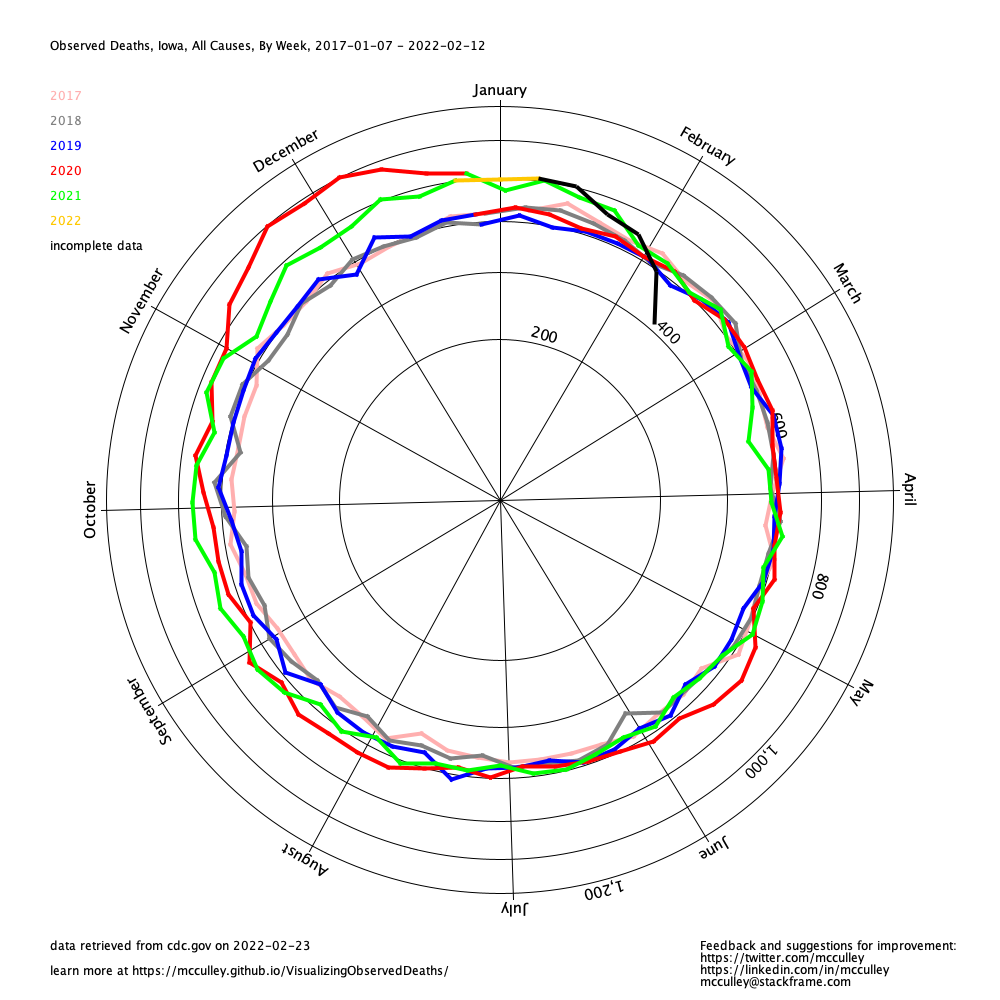 Observed Deaths, Iowa, All Causes, By Week, 2017-01-07 - 2022-02-12
2017
2018
2019
2020
2021
2022
incomplete data
January
February
March
April
May
June
July
August
September
October
November
December
200
400
600
800
1,000
1,200
data retrieved from cdc.gov on 2022-02-23
learn more at https://mcculley.github.io/VisualizingObservedDeaths/
Feedback and suggestions for improvement:
https://twitter.com/mcculley
https://linkedin.com/in/mcculley
mcculley@stackframe.com